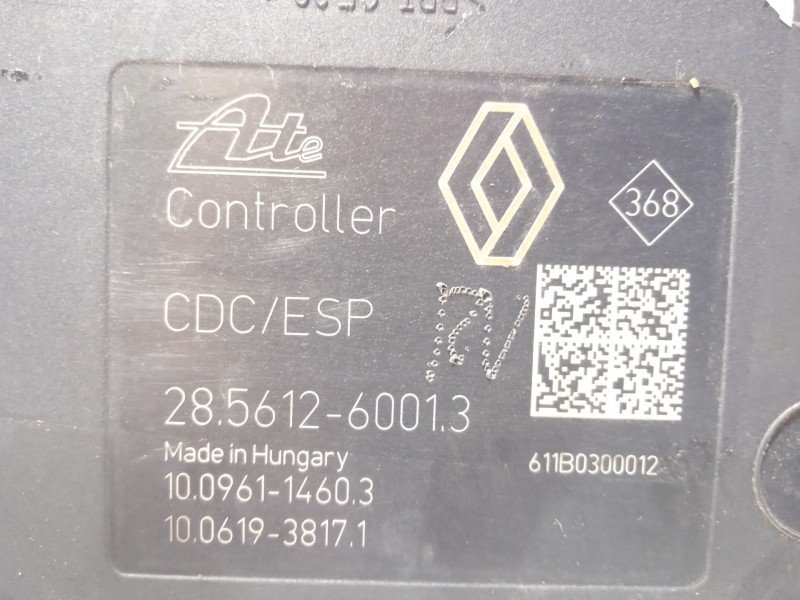 Ate
368
Controller
CDC/ESP
RV
28.5612-6001.3
Made in Hungary
611B0300012
10.0961-1460.3
10.0619-3817.1